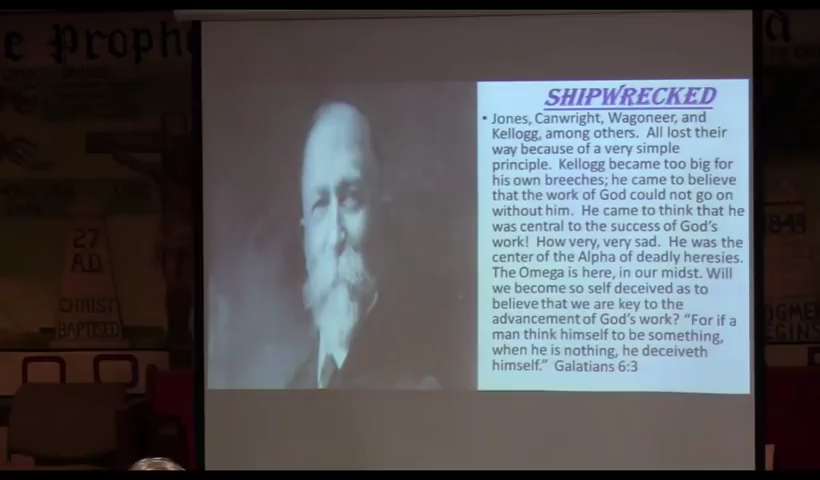 e Proph
SHIPWRECKED
• Jones, Canwright, Wagoneer, and
Kellogg, among others.  All lost their
way because of a very simple
principle.  Kellogg became too big for
his own breeches; he came to believe
that the work of God could not go on
without him.  He came to think that he
was central to the success of God's
work!  How very, very sad.  He was the
center of the Alpha of deadly heresies.
The Omega is here, in our midst. Will
we become so self deceived as to
believe that we are key to the
advancement of God's work? "For if a
man think himself to be something,
when he is nothing, he deceiveth
himself."  Galatians 6:3
27
A.D.
CHRIST
BAPTISED
1844